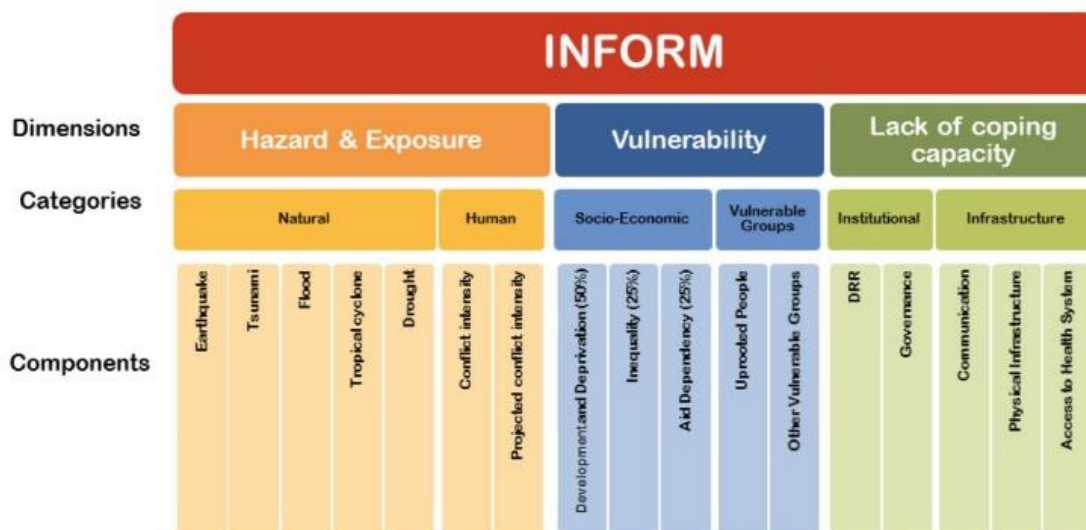 INFORM
Dimensions
Hazard & Exposure
Vulnerability
Lack of coping
capacity
Categories
Natural
Human
Socio-Economic
Vulnerable
Groups
Institutional
Infrastructure
Components
Earthquake
Tsunami
Flood
Tropical cyclone
Drought
Conflict intensity
Projected conflict intensity
Development and Deprivation (50%)
Inequality (25%)
Aid Dependency (25%)
Uprooted People
Other Vulnerable Groups
DRR
Governance
Communication
Physical Infrastructure
Access to Health System